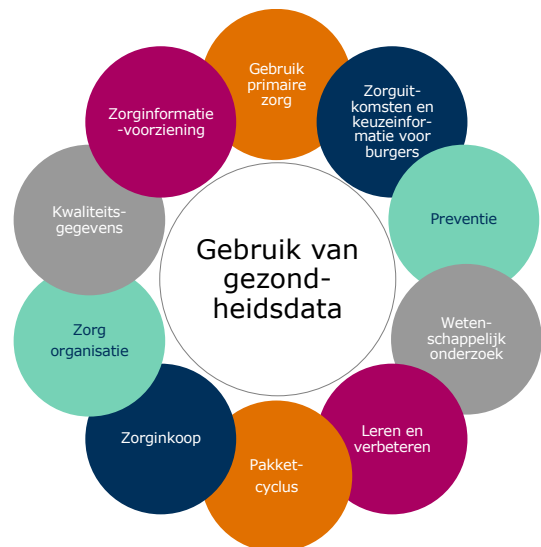 Gebruik
primaire
zorg
Zorguit-
komsten en
keuzeinfor-
matie voor
burgers
Preventie
Weten-
schappelijk
onderzoek
Leren en
verbeteren
Pakket-
cyclus
Zorginkoop
Zorg
organisatie
Kwaliteits-
gegevens
Zorginformatie
-voorziening
Gebruik van
gezond-
heidsdata